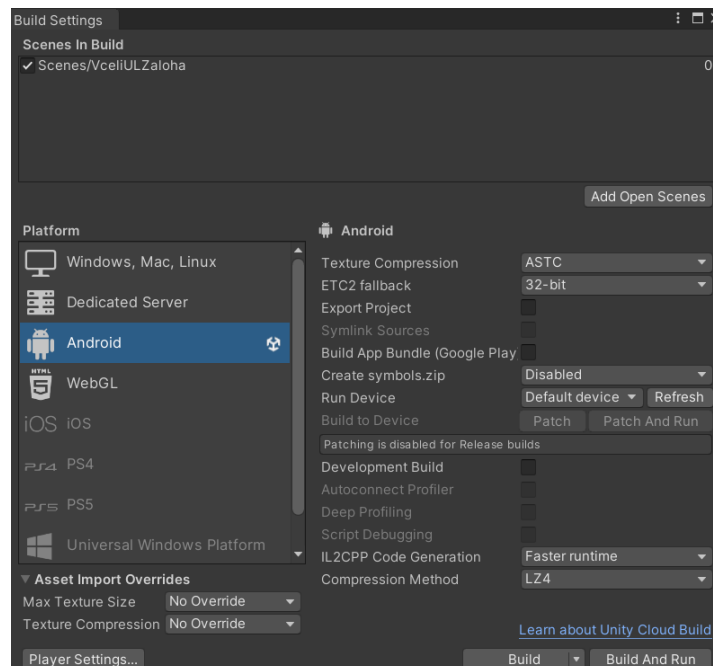 Build Settings
Scenes In Build
Scenes/VceliULZaloha 0
Add Open Scenes
Platform
Windows, Mac, Linux
Dedicated Server
Android
HTML
5 WebGL
iOS iOS
PS4 PS4
PS5 PS5
Universal Windows Platform
Asset Import Overrides
Max Texture Size No Override
Texture Compression No Override
Player Settings...
Android
Texture Compression ASTC
ETC2 fallback 32-bit
Export Project
Symlink Sources
Build App Bundle (Google Play
Create symbols.zip Disabled
Run Device Default device Refresh
Build to Device Patch Patch And Run
Patching is disabled for Release builds
Development Build
Autoconnect Profiler
Deep Profiling
Script Debugging
IL2CPP Code Generation Faster runtime
Compression Method LZ4
Learn about Unity Cloud Build
Build Build And Run